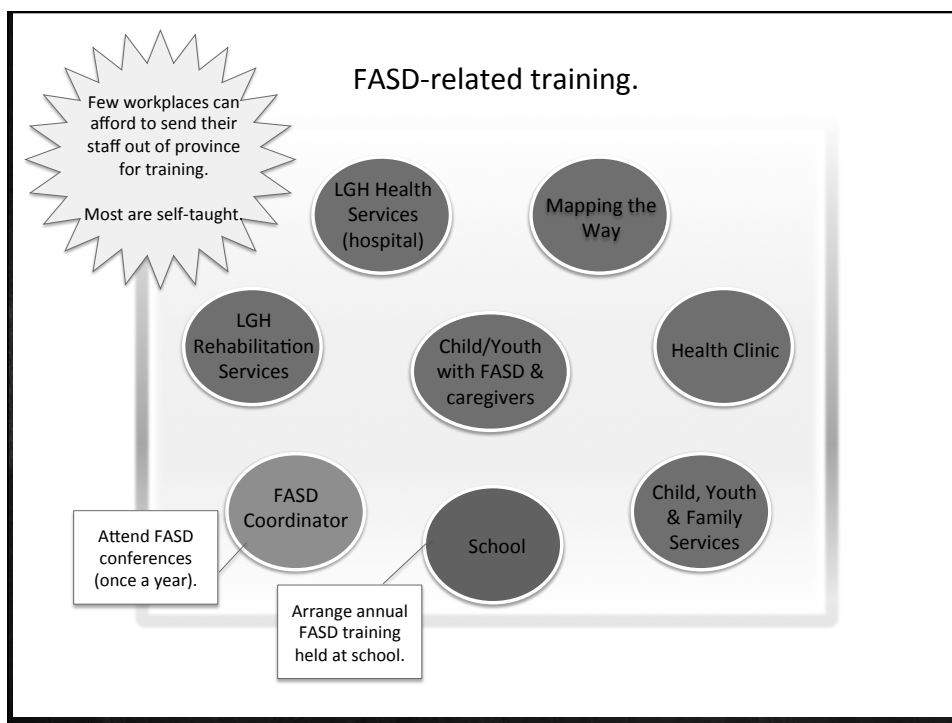 FASD-related training.
Few workplaces can
afford to send their
staff out of province
for training.
Most are self-taught.
LGH Health
Services
(hospital)
Mapping the
Way
LGH
Rehabilitation
Services
Child/Youth
with FASD &
caregivers
Health Clinic
FASD
Coordinator
School
Child, Youth
& Family
Services
Attend FASD
conferences
(once a year).
Arrange annual
FASD training
held at school.